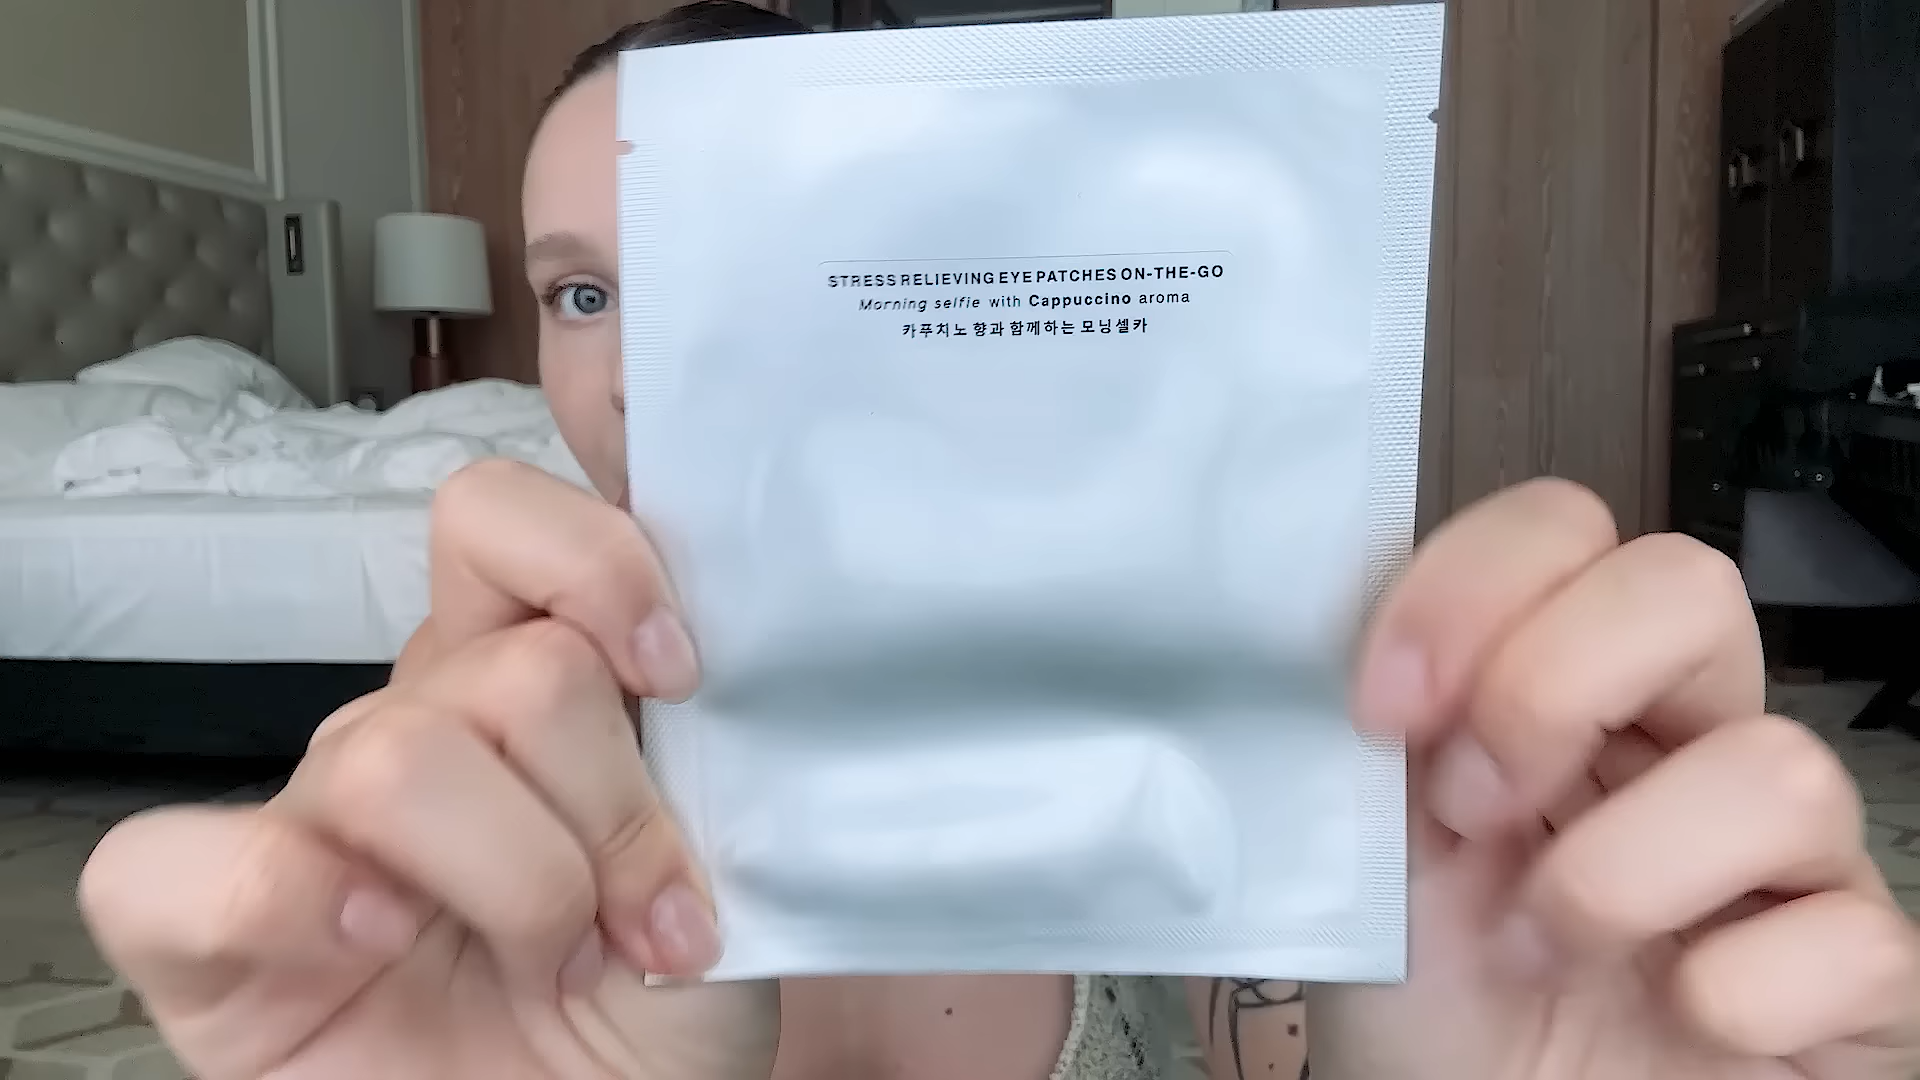 STRESS RELIEVING EYE PATCHES ON-THE-GO
Morning selfie with Cappuccino aroma
카푸치노 향과 함께하는 모닝셀카